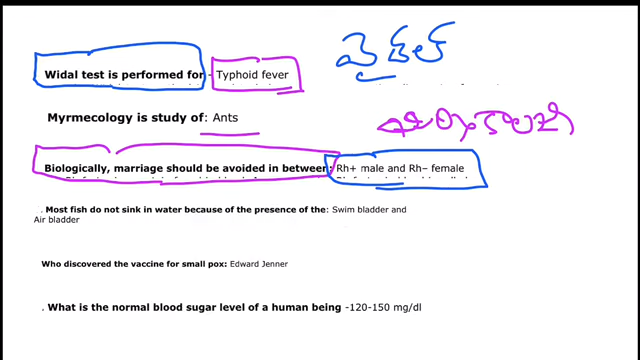 వైడల్
Widal test is performed for - Typhoid fever
Myrmecology is study of: Ants
Biologically, marriage should be avoided in between: Rh+ male and Rh– female
. Most fish do not sink in water because of the presence of the: Swim bladder and
Air bladder
Who discovered the vaccine for small pox: Edward Jenner
. What is the normal blood sugar level of a human being -120-150 mg/dl